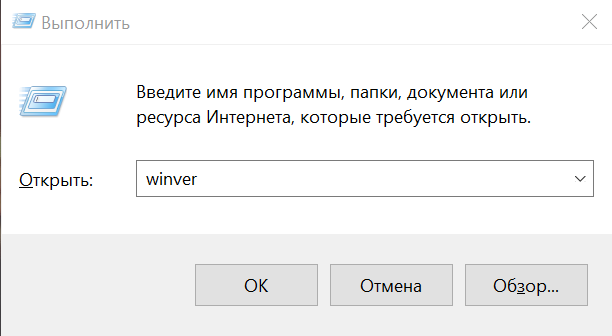 Выполнить
Введите имя программы, папки, документа или
ресурса Интернета, которые требуется открыть.
Открыть: winver
OK Отмена Обзор...